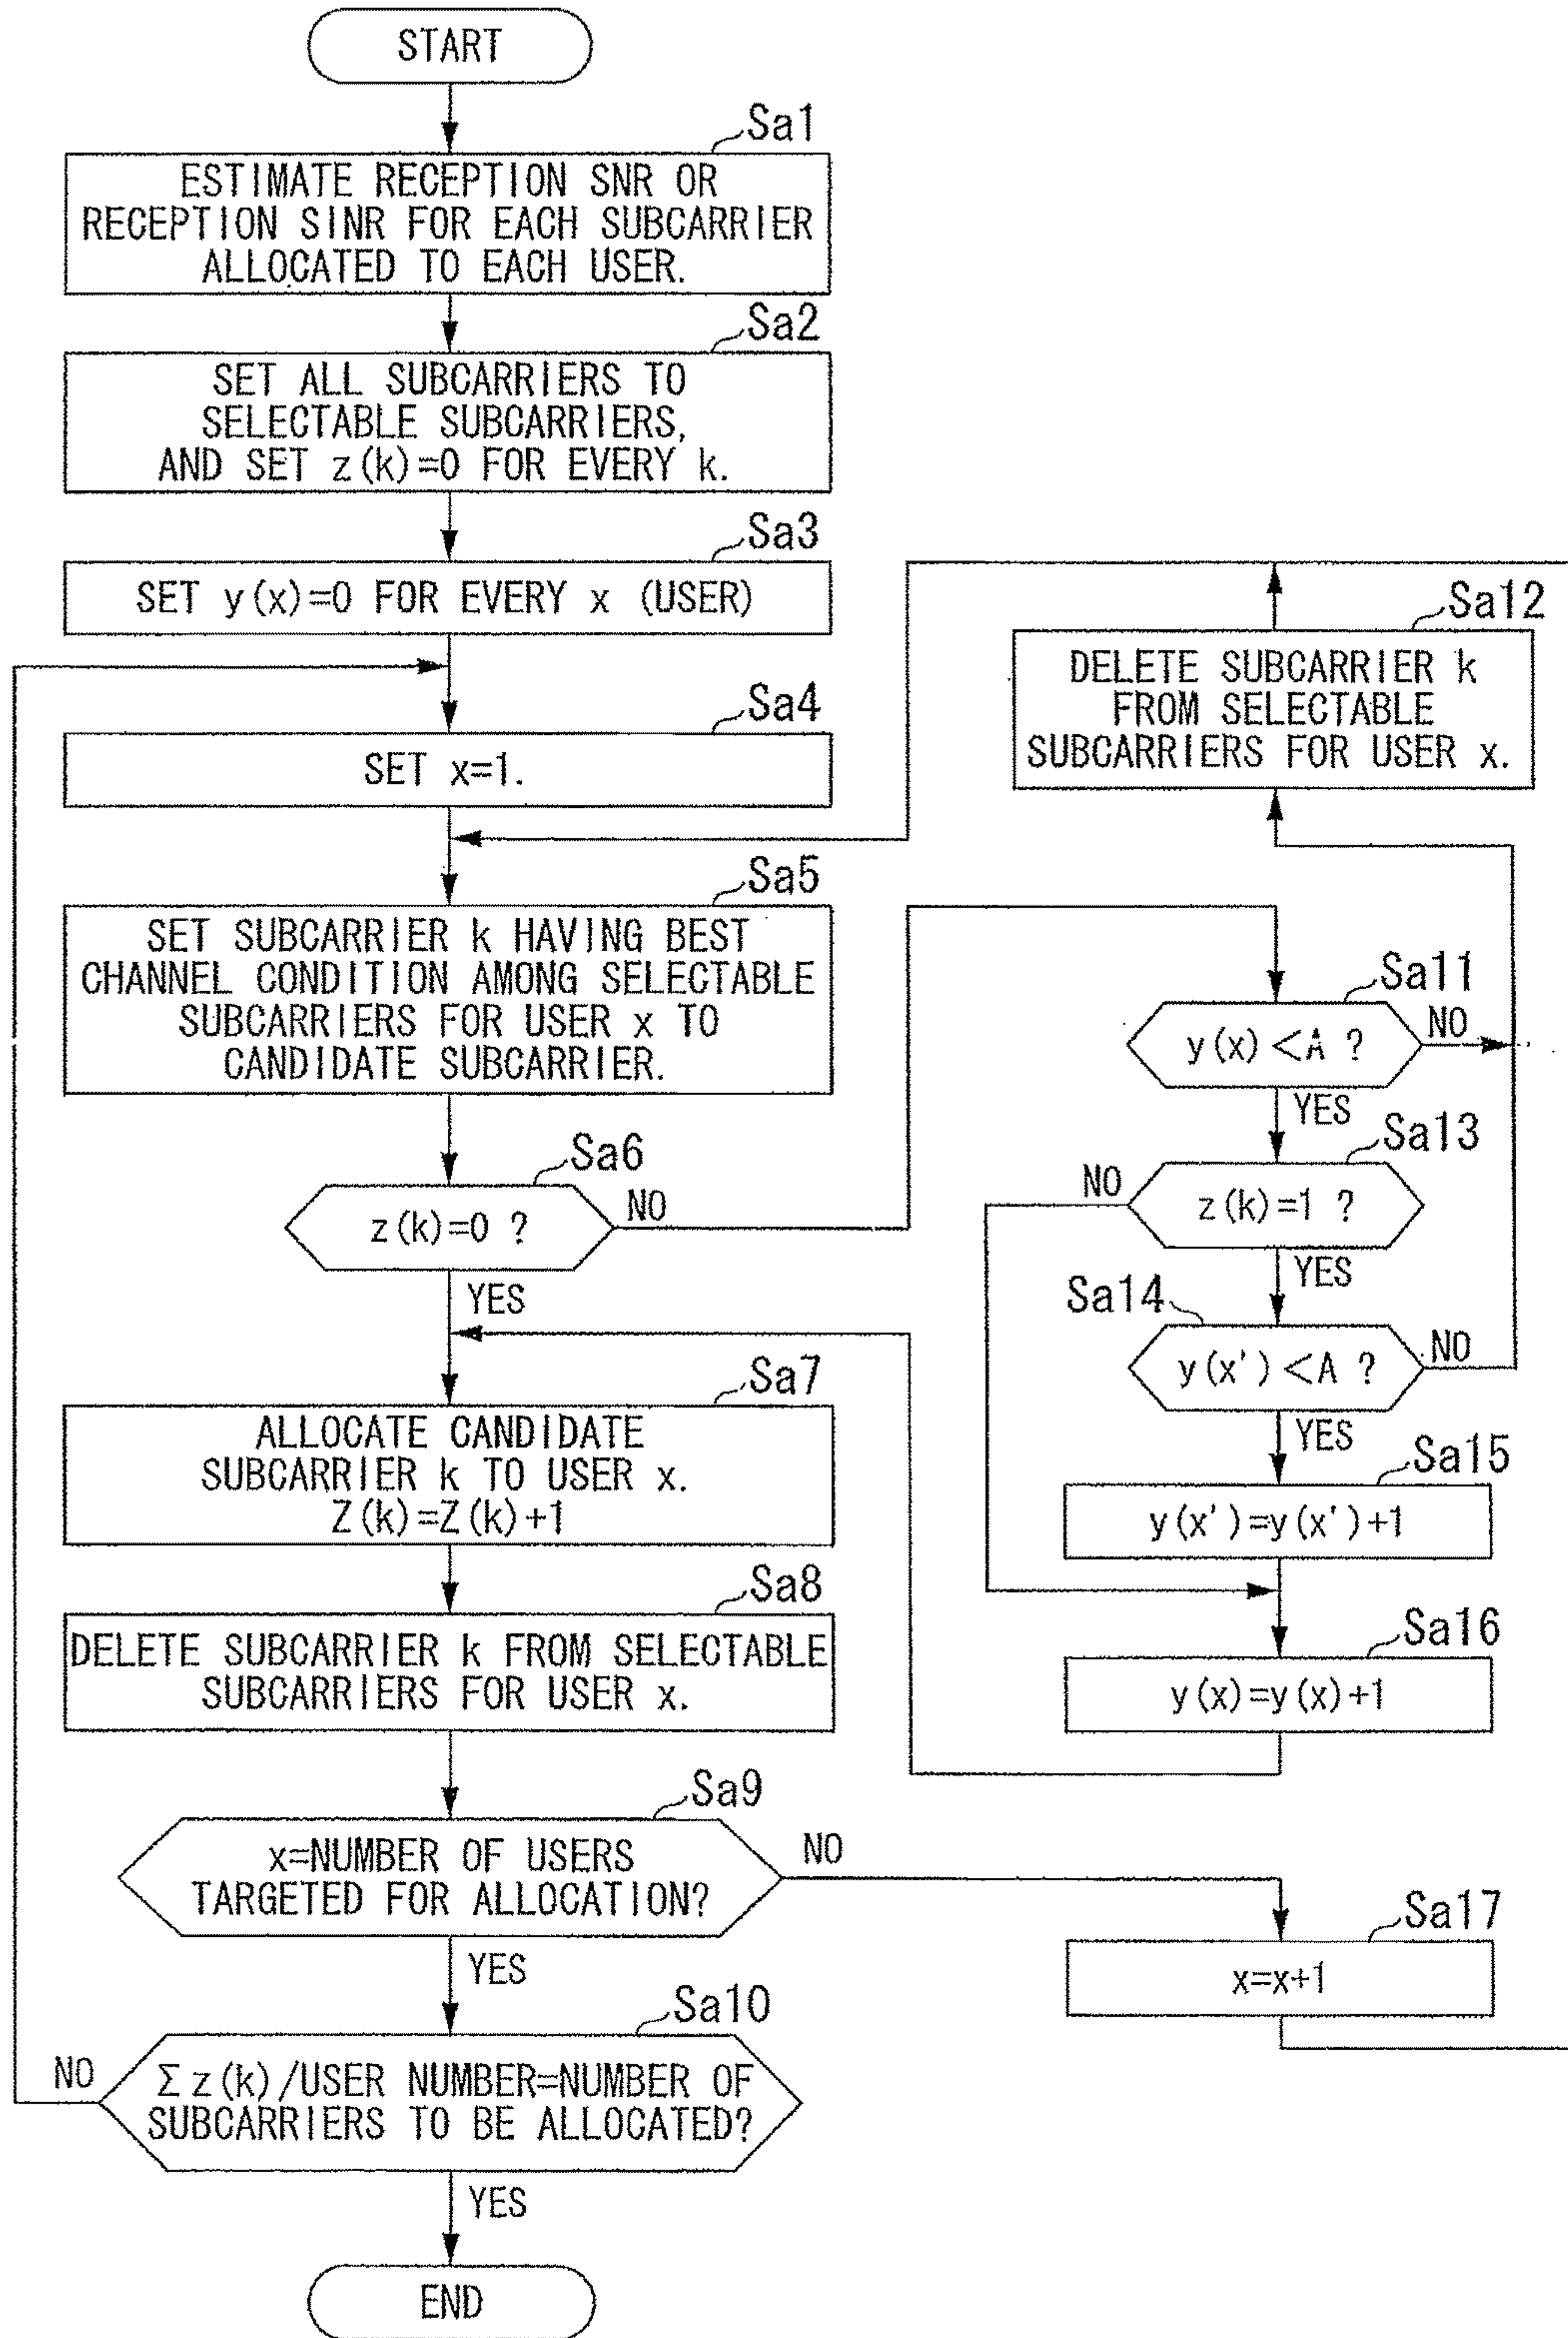 START
Sa1
ESTIMATE RECEPTION SNR OR
RECEPTION SINR FOR EACH SUBCARRIER
ALLOCATED TO EACH USER.
Sa2
SET ALL SUBCARRIERS TO
SELECTABLE SUBCARRIERS,
AND SET z(k)=0 FOR EVERY k.
Sa3
SET y(x)=0 FOR EVERY x (USER)
Sa4
SET x=1.
Sa5
SET SUBCARRIER k HAVING BEST
CHANNEL CONDITION AMONG SELECTABLE
SUBCARRIERS FOR USER x TO
CANDIDATE SUBCARRIER.
Sa6
z(k)=0 ?
NO
YES
Sa7
ALLOCATE CANDIDATE
SUBCARRIER k TO USER x.
Z(k)=Z(k)+1
Sa8
DELETE SUBCARRIER k FROM SELECTABLE
SUBCARRIERS FOR USER x.
Sa9
x=NUMBER OF USERS
TARGETED FOR ALLOCATION?
NO
YES
Sa10
Σz(k)/USER NUMBER=NUMBER OF
SUBCARRIERS TO BE ALLOCATED?
NO
YES
END
Sa12
DELETE SUBCARRIER k
FROM SELECTABLE
SUBCARRIERS FOR USER x.
Sa11
y(x)<A ?
NO
YES
Sa13
z(k)=1 ?
NO
YES
Sa14
y(x')<A ?
NO
YES
Sa15
y(x')=y(x')+1
Sa16
y(x)=y(x)+1
Sa17
x=x+1